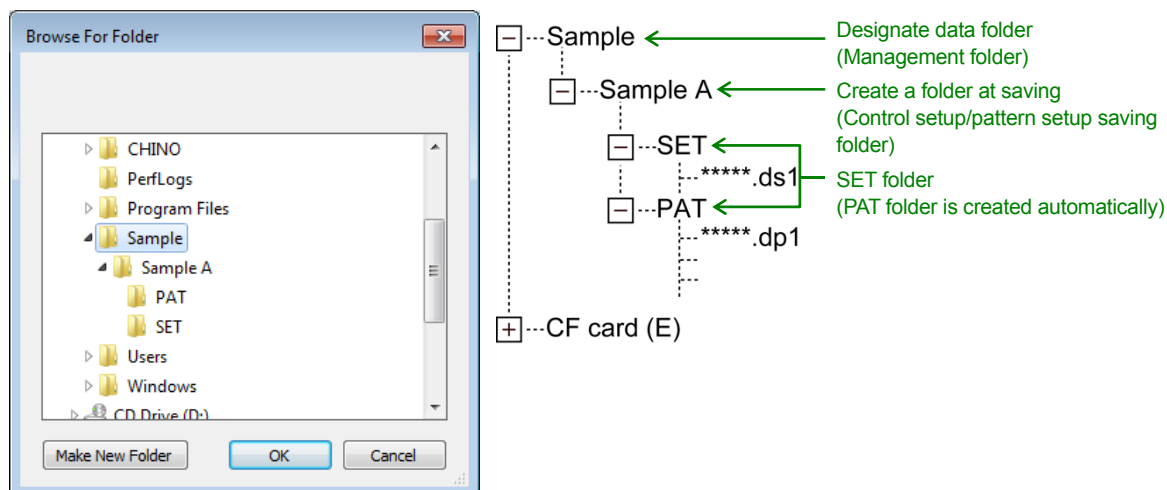 Browse For Folder
CHINO
PerfLogs
Program Files
Sample
Sample A
PAT
SET
Users
Windows
CD Drive (D:)
Make New Folder
OK
Cancel
Sample
Sample A
SET
*****.ds1
PAT
*****.dp1
CF card (E)
Designate data folder
(Management folder)
Create a folder at saving
(Control setup/pattern setup saving
folder)
SET folder
(PAT folder is created automatically)